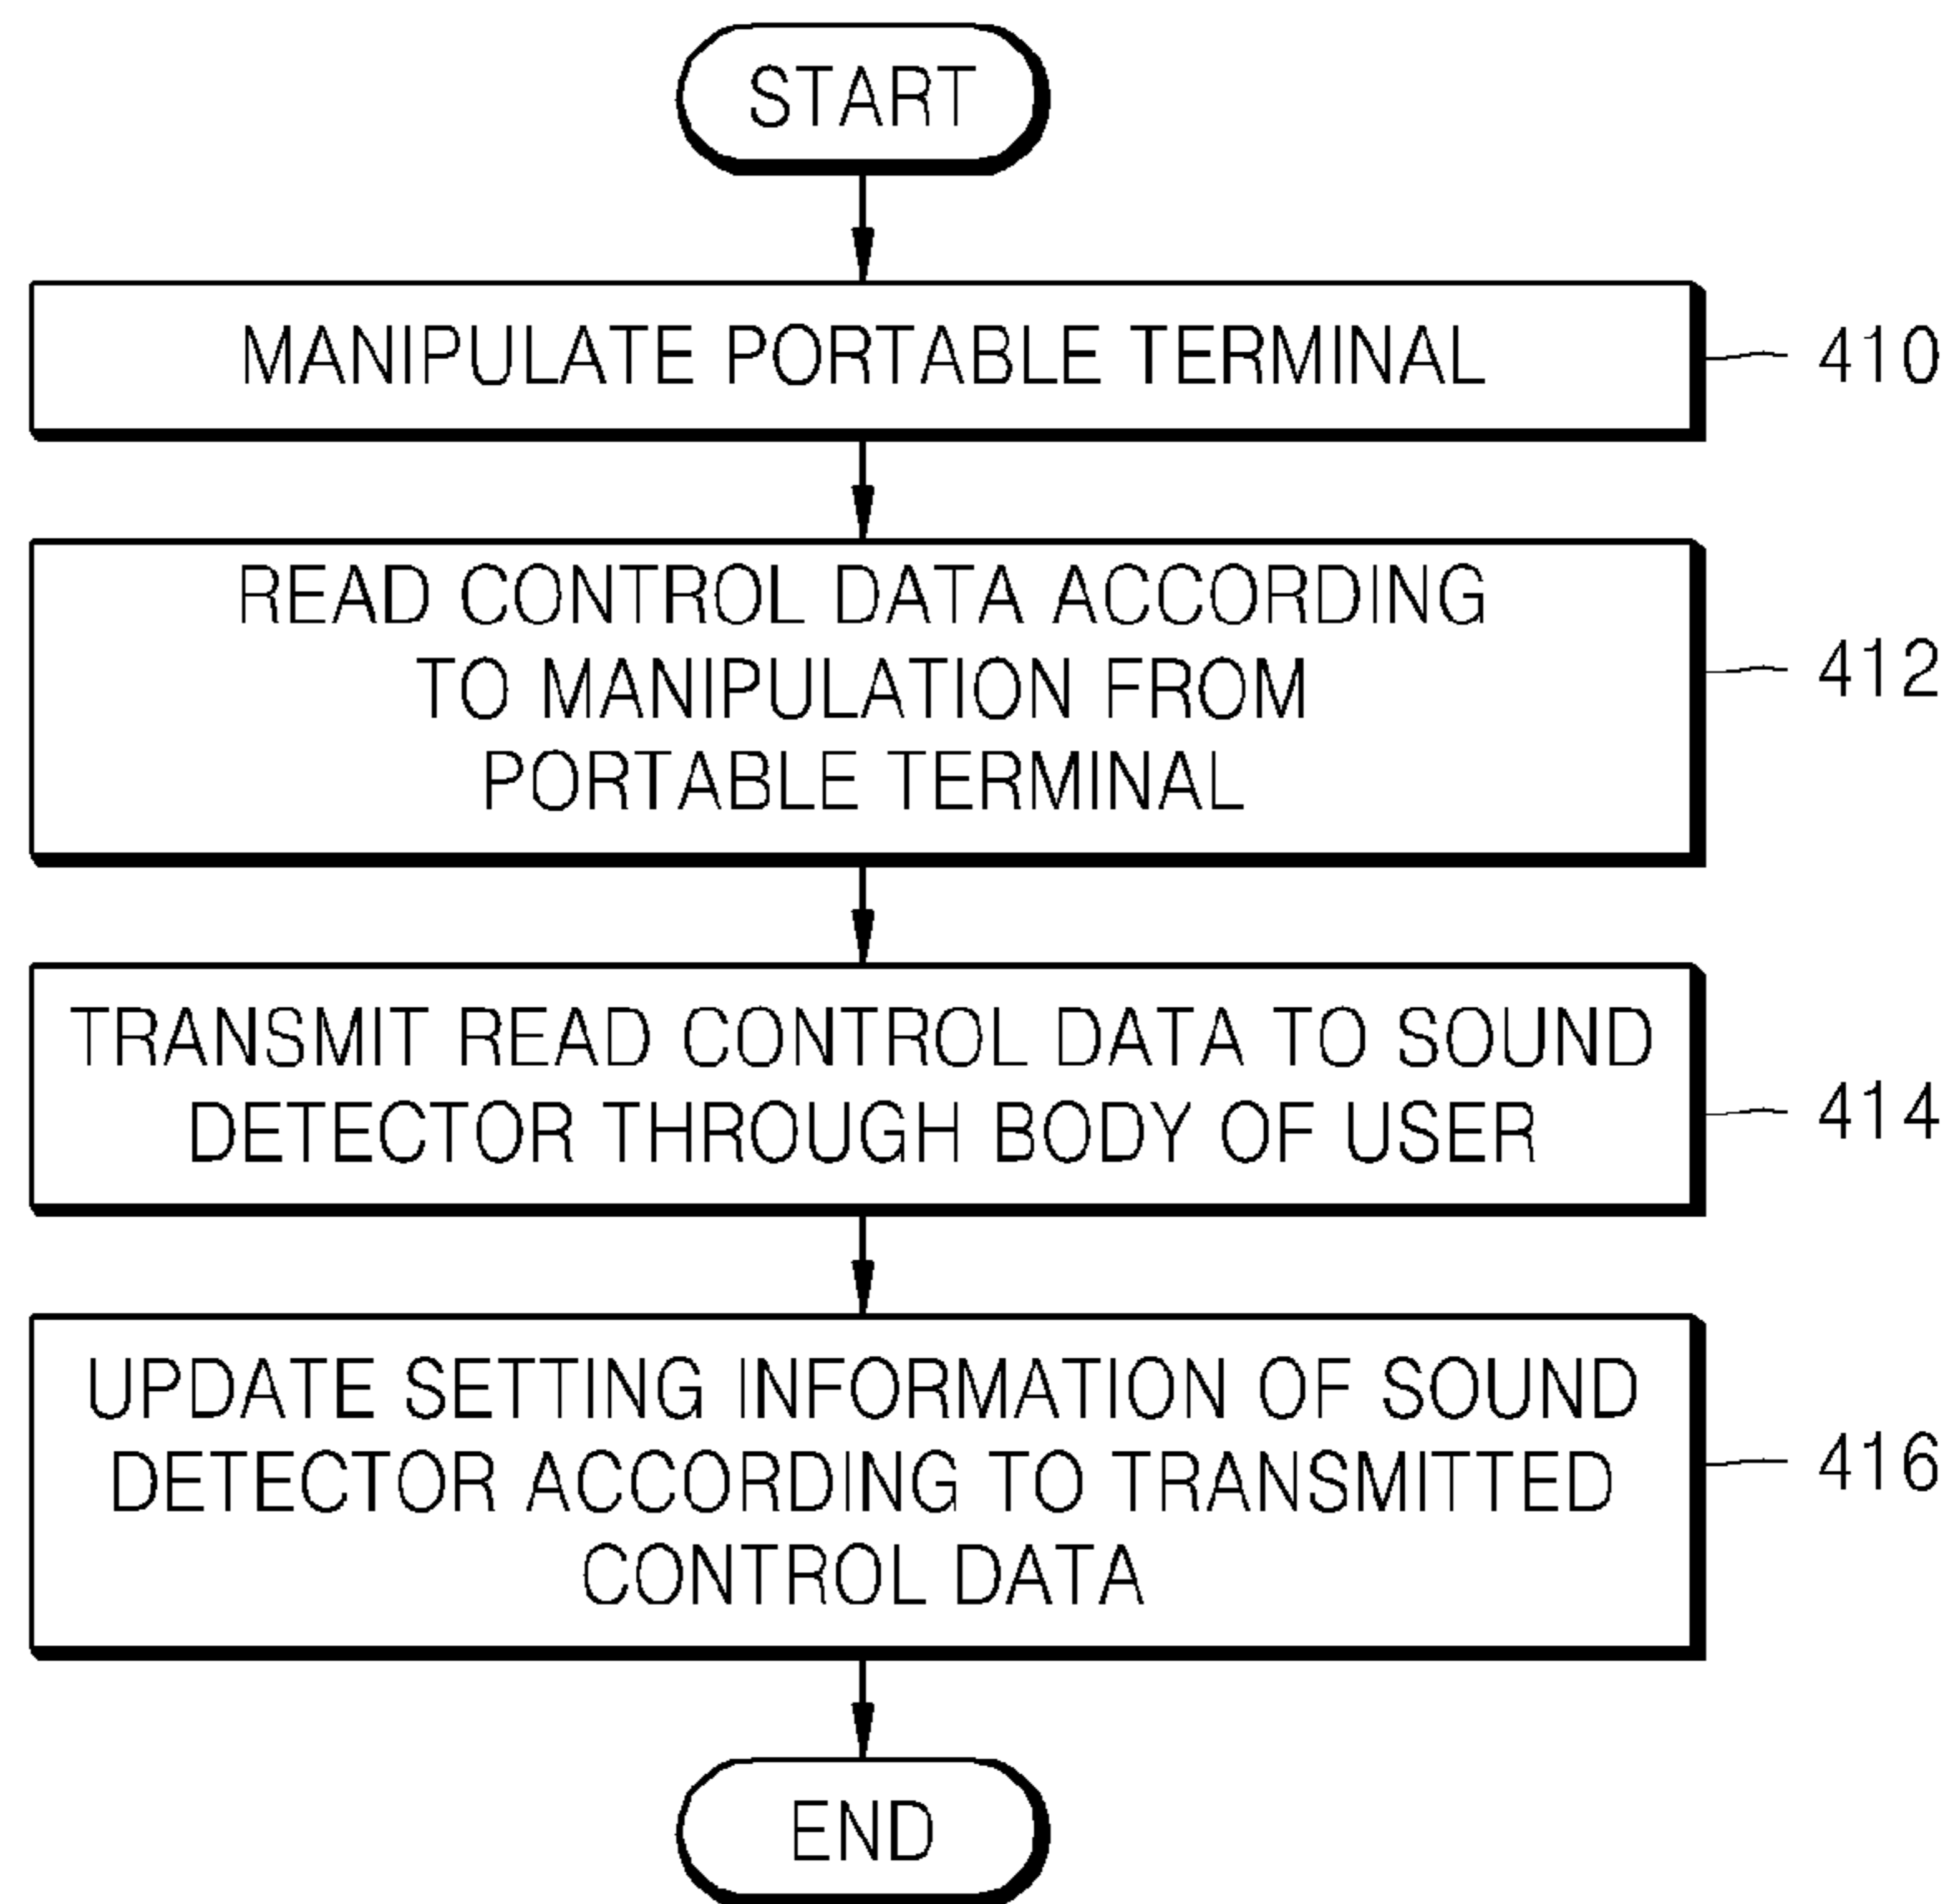 START
MANIPULATE PORTABLE TERMINAL
410
READ CONTROL DATA ACCORDING
TO MANIPULATION FROM
PORTABLE TERMINAL
412
TRANSMIT READ CONTROL DATA TO SOUND
DETECTOR THROUGH BODY OF USER
414
UPDATE SETTING INFORMATION OF SOUND
DETECTOR ACCORDING TO TRANSMITTED
CONTROL DATA
416
END